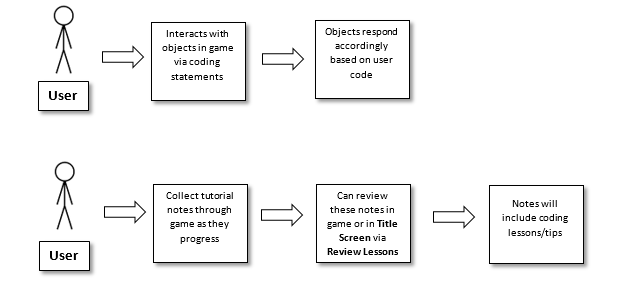 User
Interacts with
objects in game
via coding
statements
Objects respond
accordingly
based on user
code
User
Collect tutorial
notes through
game as they
progress
Can review
these notes in
game or in Title
Screen via
Review Lessons
Notes will
include coding
lessons/tips